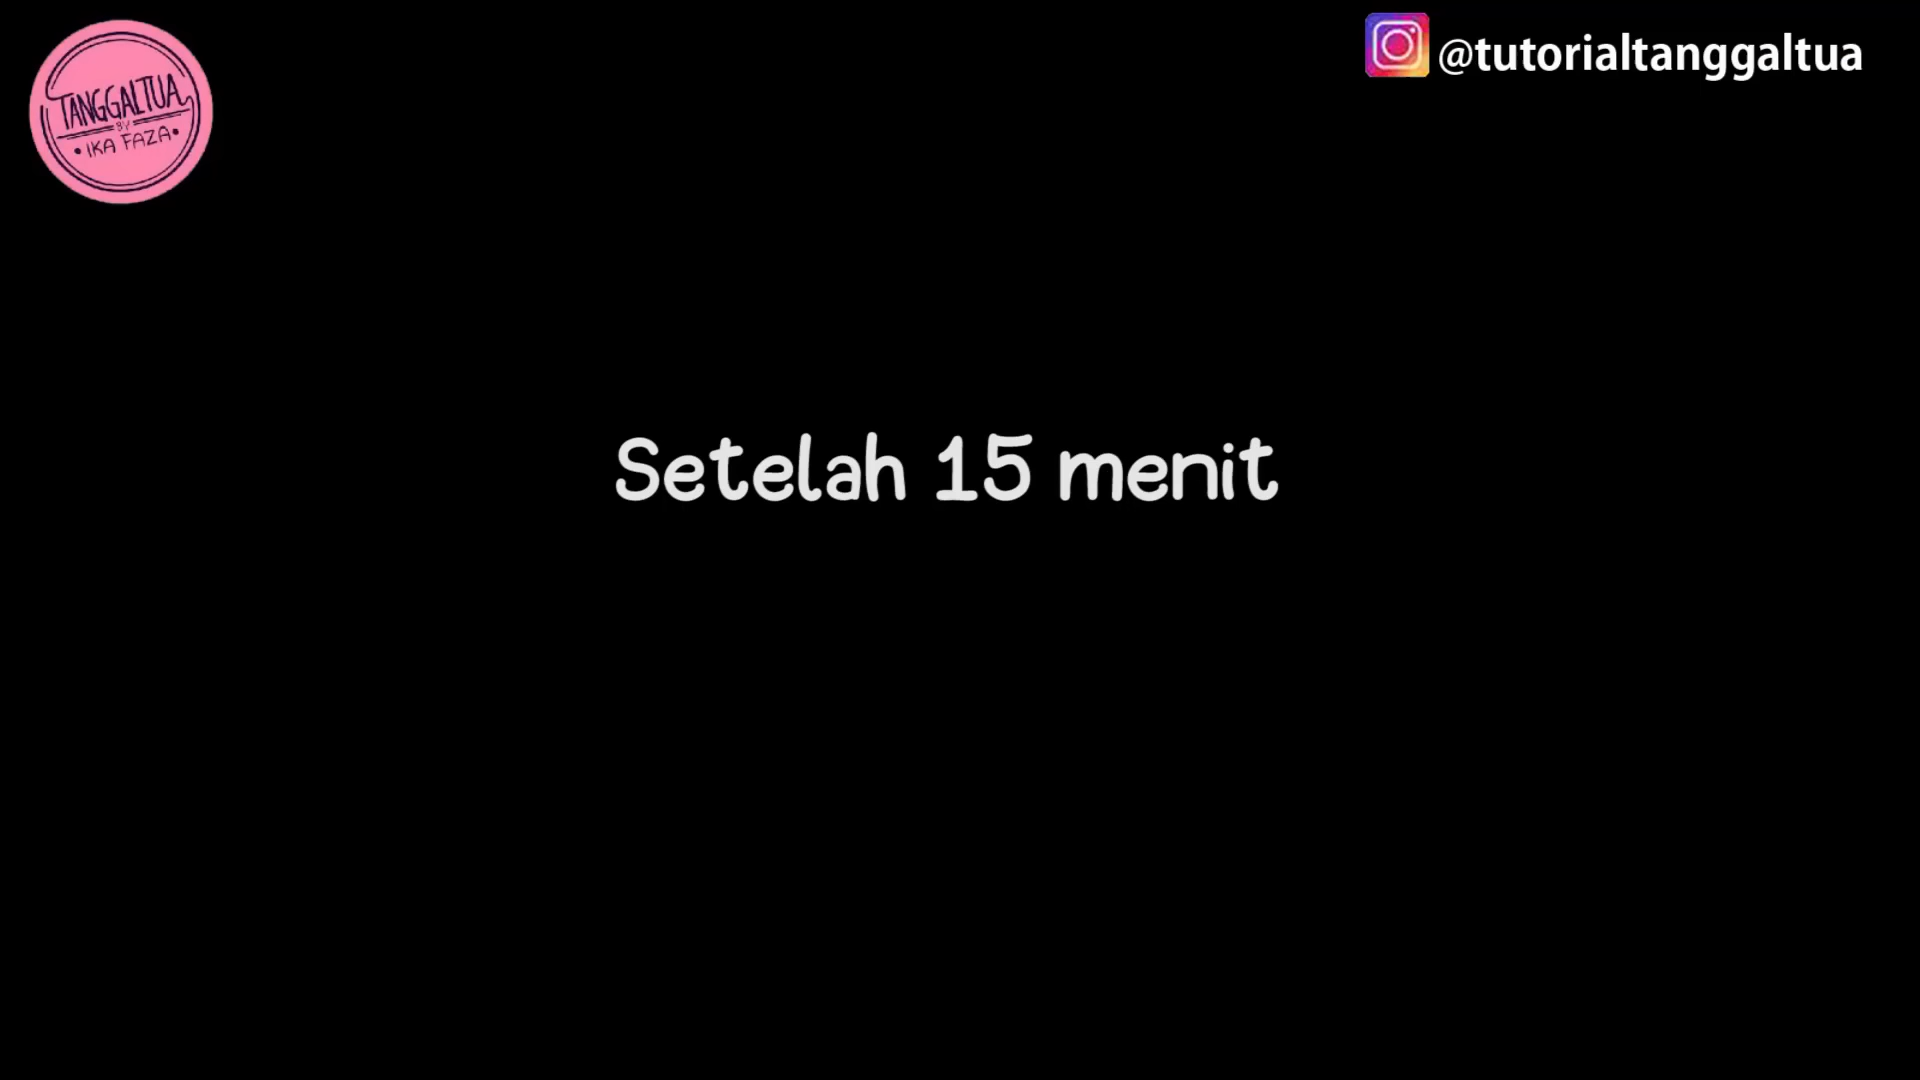 TANGGALTUA
BY
• IKA FAZA •
@tutorialtanggaltua
Setelah 15 menit